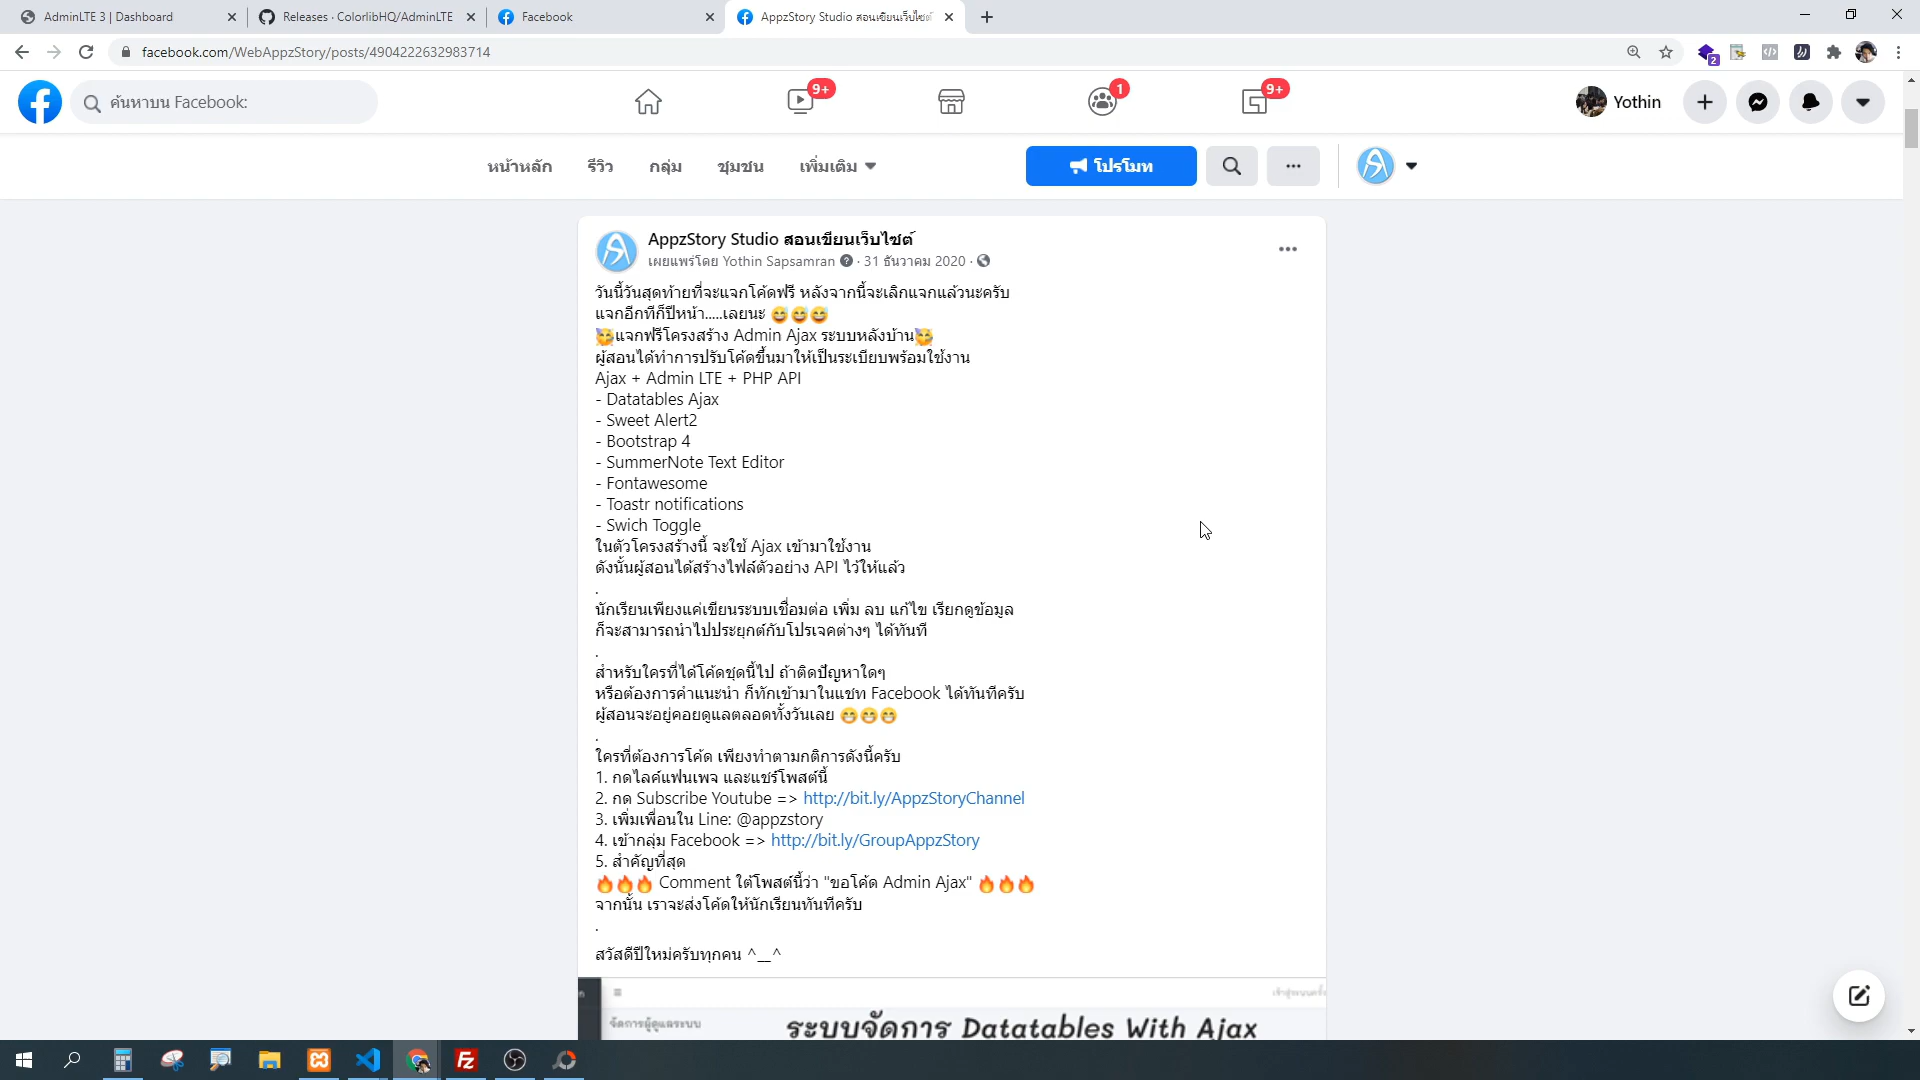 AdminLTE 3 | Dashboard
Releases · ColorlibHQ/AdminLTE
Facebook
AppzStory Studio สอนเขียนเว็บไซต์
facebook.com/WebAppzStory/posts/4904222632983714
2
ค้นหาบน Facebook:
9+
1
9+
Yothin
หน้าหลัก
รีวิว
กลุ่ม
ชุมชน
เพิ่มเติม
โปรโมท
AppzStory Studio สอนเขียนเว็บไซต์
เผยแพร่โดย Yothin Sapsamran · 31 ธันวาคม 2020 ·
วันนี้วันสุดท้ายที่จะแจกโค้ดฟรี หลังจากนี้จะเลิกแจกแล้วนะครับ
แจกอีกทีก็ปีหน้า.....เลยนะ 😅😅😅
🥳แจกฟรีโครงสร้าง Admin Ajax ระบบหลังบ้าน🥳
ผู้สอนได้ทำการปรับโค้ดขึ้นมาให้เป็นระเบียบพร้อมใช้งาน
Ajax + Admin LTE + PHP API
- Datatables Ajax
- Sweet Alert2
- Bootstrap 4
- SummerNote Text Editor
- Fontawesome
- Toastr notifications
- Swich Toggle
ในตัวโครงสร้างนี้ จะใช้ Ajax เข้ามาใช้งาน
ดังนั้นผู้สอนได้สร้างไฟล์ตัวอย่าง API ไว้ให้แล้ว
.
นักเรียนเพียงแค่เขียนระบบเชื่อมต่อ เพิ่ม ลบ แก้ไข เรียกดูข้อมูล
ก็จะสามารถนำไปประยุกต์กับโปรเจคต่างๆ ได้ทันที
.
สำหรับใครที่ได้โค้ดชุดนี้ไป ถ้าติดปัญหาใดๆ
หรือต้องการคำแนะนำ ก็ทักเข้ามาในแชท Facebook ได้ทันทีครับ
ผู้สอนจะอยู่คอยดูแลตลอดทั้งวันเลย 😁😁😁
.
ใครที่ต้องการโค้ด เพียงทำตามกติการดังนี้ครับ
1. กดไลค์แฟนเพจ และแชร์โพสต์นี้
2. กด Subscribe Youtube => http://bit.ly/AppzStoryChannel
3. เพิ่มเพื่อนใน Line: @appzstory
4. เข้ากลุ่ม Facebook => http://bit.ly/GroupAppzStory
5. สำคัญที่สุด
🔥🔥🔥 Comment ใต้โพสต์นี้ว่า "ขอโค้ด Admin Ajax" 🔥🔥🔥
จากนั้น เราจะส่งโค้ดให้นักเรียนทันทีครับ
.
สวัสดีปีใหม่ครับทุกคน ^__^
จัดการผู้ดูแลระบบ
ระบบจัดการ Datatables With Ajax